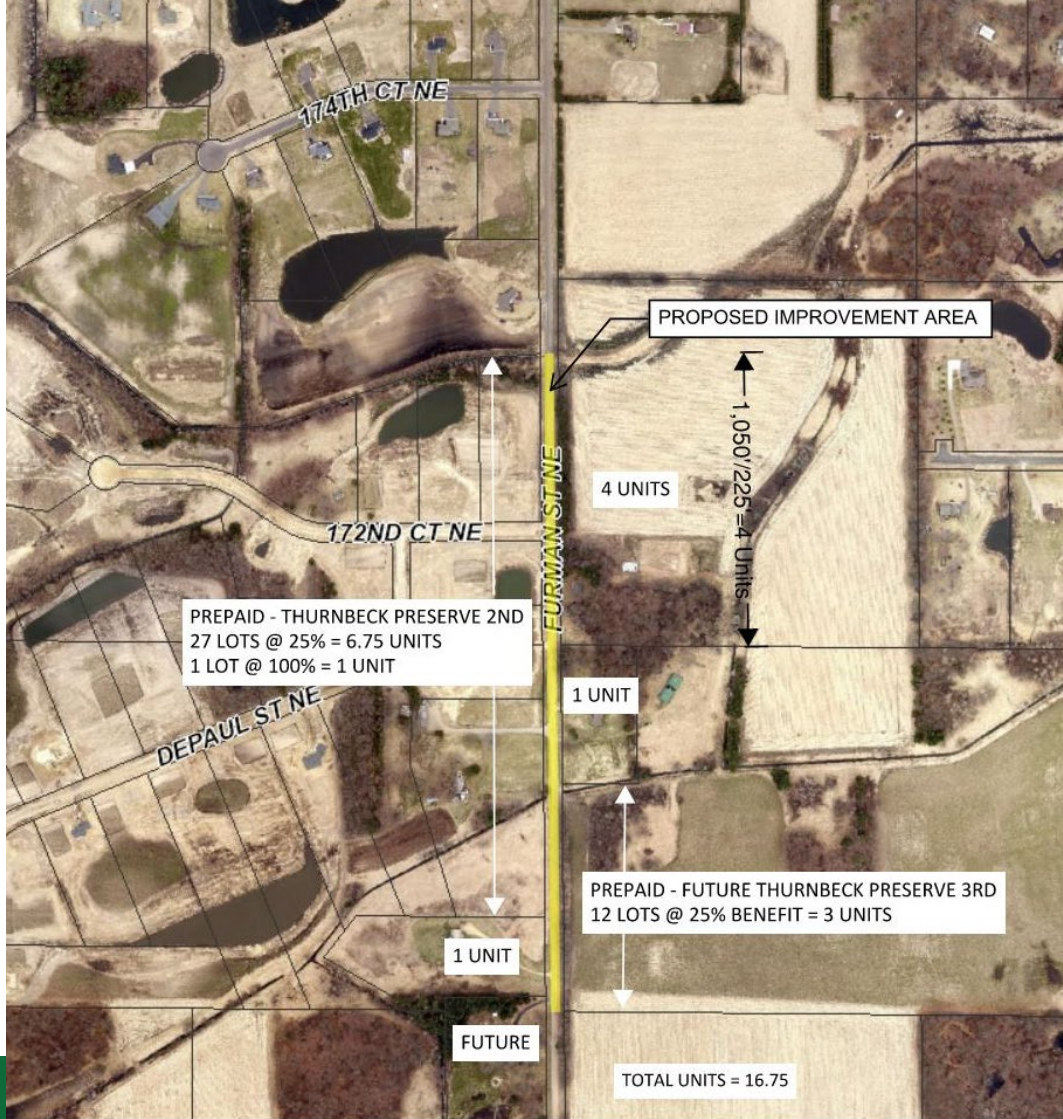 174TH CT NE
PROPOSED IMPROVEMENT AREA
1,050'/225'=4 Units
4 UNITS
FURMAN ST NE
172ND CT NE
PREPAID - THURNBECK PRESERVE 2ND
27 LOTS @ 25% = 6.75 UNITS
1 LOT @ 100% = 1 UNIT
1 UNIT
DEPAUL ST NE
PREPAID - FUTURE THURNBECK PRESERVE 3RD
12 LOTS @ 25% BENEFIT = 3 UNITS
1 UNIT
FUTURE
TOTAL UNITS = 16.75